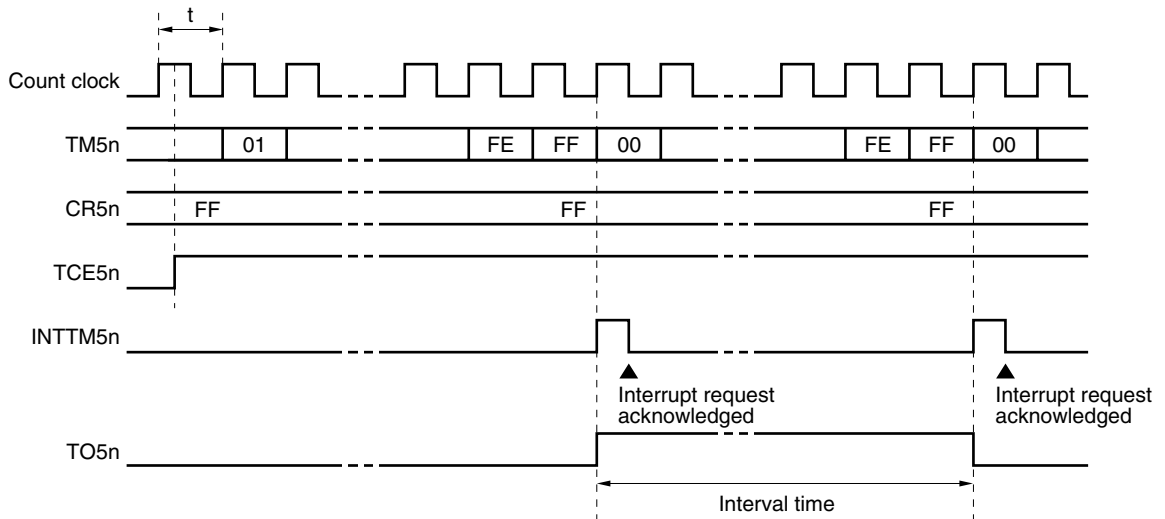 t
Count clock
TM5n 01 FE FF 00 FE FF 00
CR5n FF FF FF
TCE5n
INTTM5n
Interrupt request
acknowledged
Interrupt request
acknowledged
TO5n
Interval time